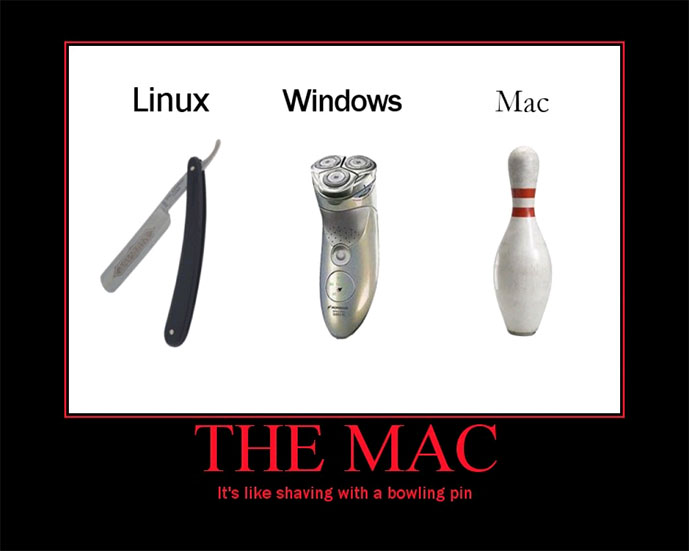 Linux
Windows
Mac
THE MAC
It's like shaving with a bowling pin